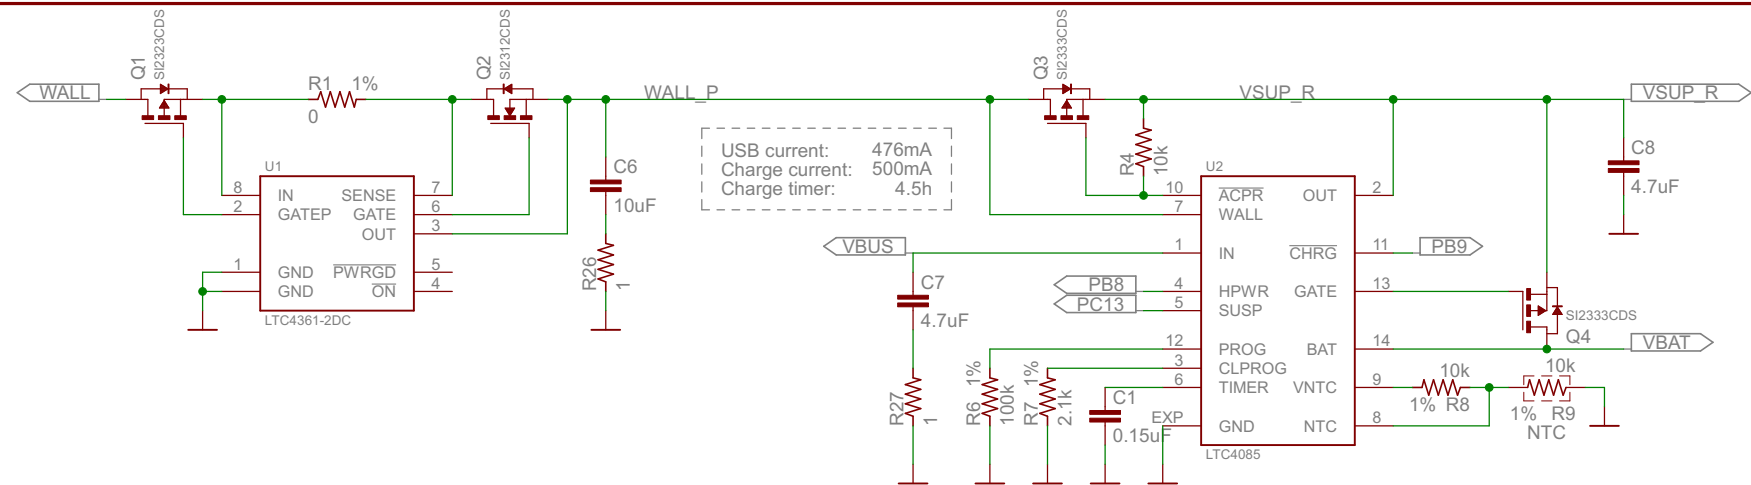 WALL
Q1
SI2323CDS
R1 1%
0
Q2
SI2312CDS
WALL_P
Q3
SI2333CDS
VSUP_R
VSUP_R
USB current: 476mA
Charge current: 500mA
Charge timer: 4.5h
C6
10uF
R26
1
R4
10k
C8
4.7uF
U1
8 IN SENSE 7
2 GATEP GATE 6
OUT 3
1 GND PWRGD 5
GND ON 4
LTC4361-2DC
U2
10 ACPR OUT 2
7 WALL
1 IN CHRG 11
4 HPWR GATE 13
5 SUSP
12 PROG BAT 14
3 CLPROG
6 TIMER VNTC 9
EXP GND NTC 8
LTC4085
VBUS
PB8
PC13
PB9
C7
4.7uF
R27
1
R6 1%
100k
R7 1%
2.1k
C1
0.15uF
SI2333CDS
Q4
VBAT
10k
1% R8
10k
1% R9
NTC